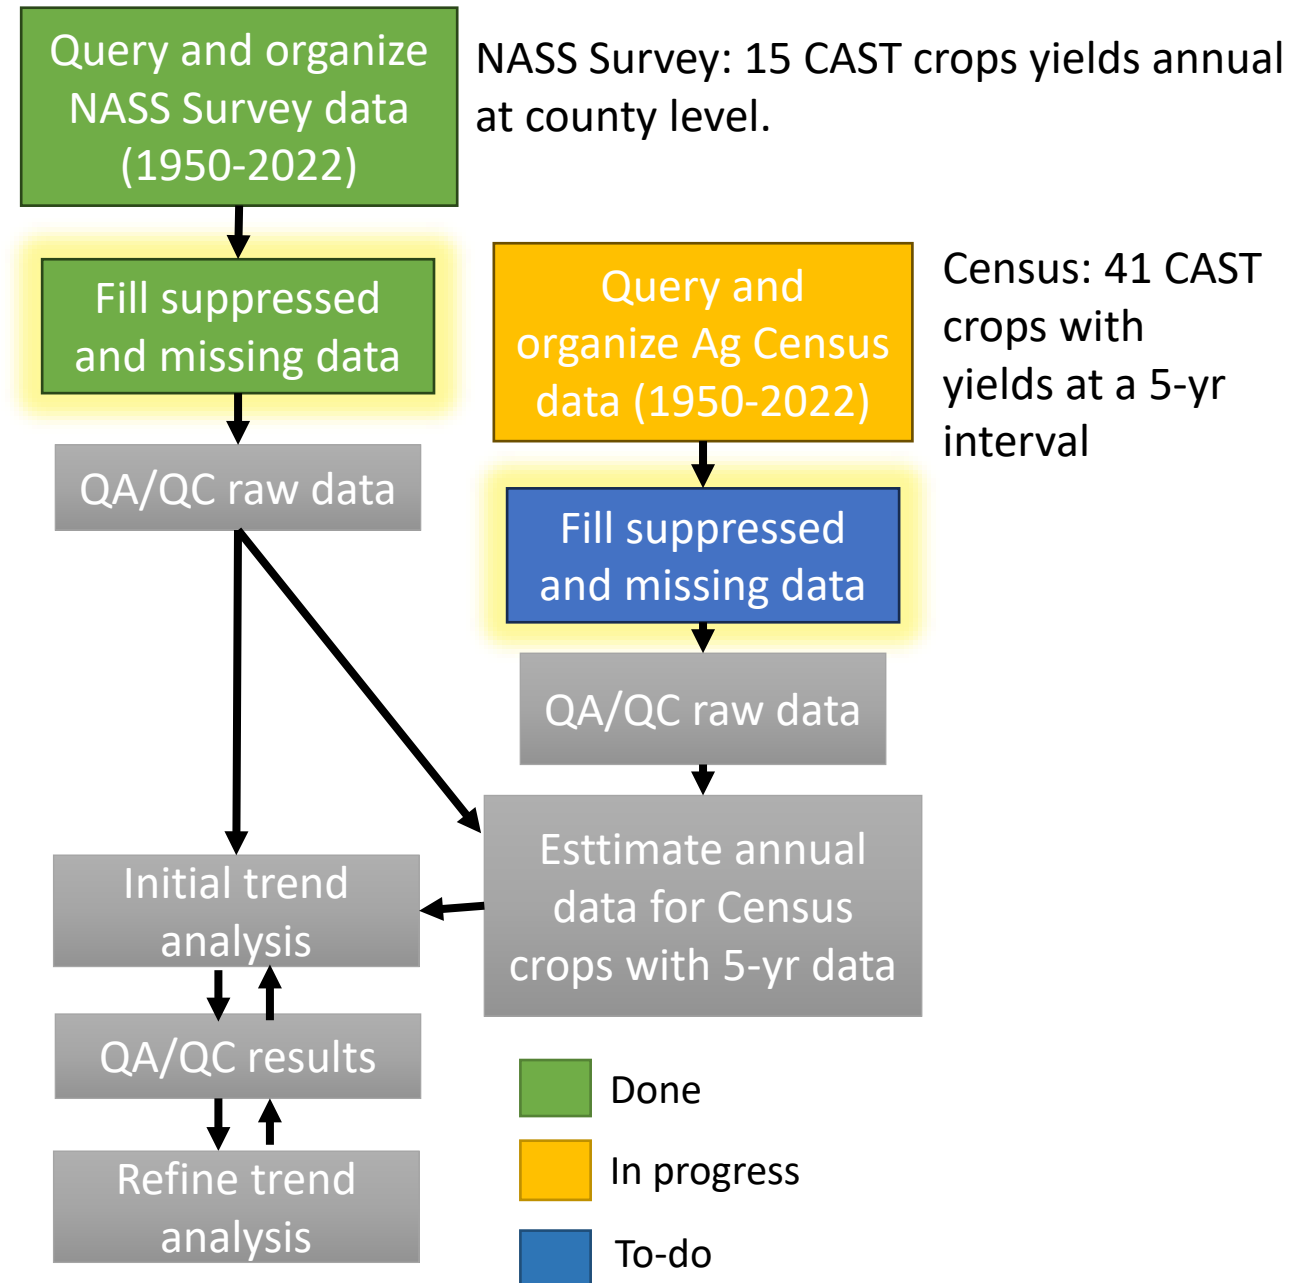 Query and organize
NASS Survey data
(1950-2022)
NASS Survey: 15 CAST crops yields annual
at county level.
Fill suppressed
and missing data
Query and
organize Ag Census
data (1950-2022)
Census: 41 CAST
crops with
yields at a 5-yr
interval
QA/QC raw data
Fill suppressed
and missing data
QA/QC raw data
Esttimate annual
data for Census
crops with 5-yr data
Initial trend
analysis
QA/QC results
Refine trend
analysis
Done
In progress
To-do